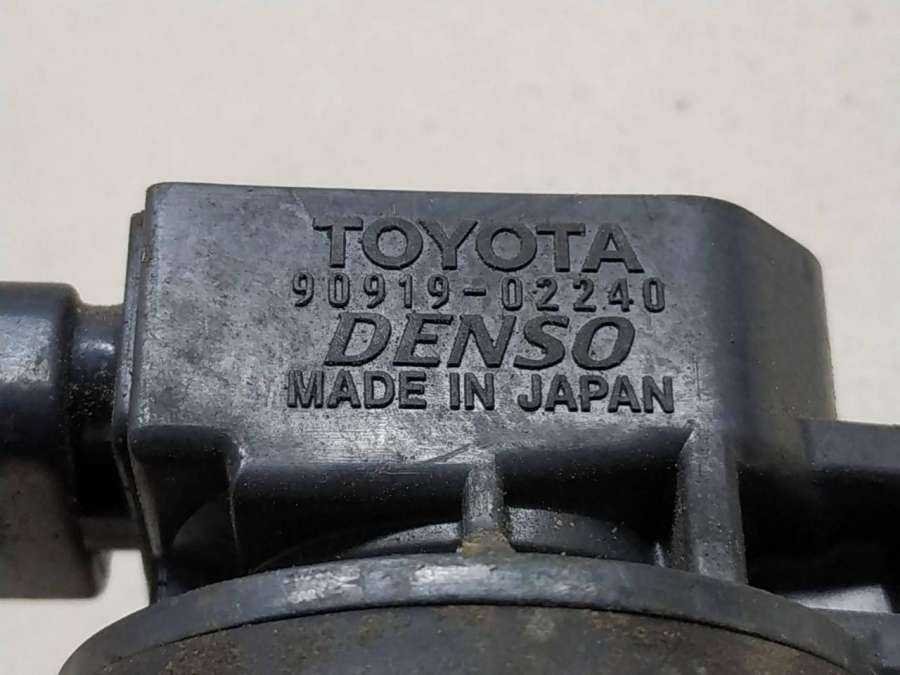 TOYOTA
90919-02240
DENSO
MADE IN JAPAN